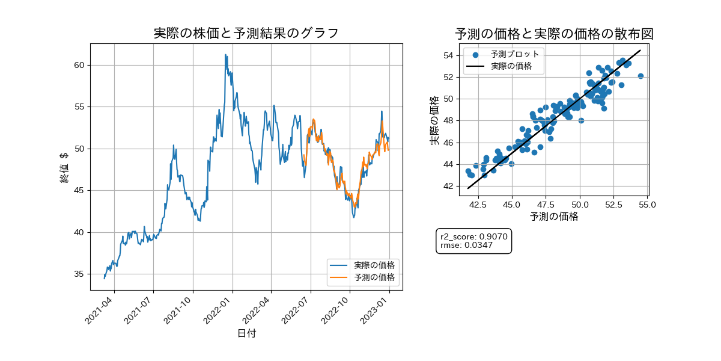 実際の株価と予測結果のグラフ
終値 $
60
55
50
45
40
35
2021-04
2021-07
2021-10
2022-01
2022-04
2022-07
2022-10
2023-01
日付
実際の価格
予測の価格
予測の価格と実際の価格の散布図
実際の価格
54
52
50
48
46
44
42
42.5
45.0
47.5
50.0
52.5
55.0
予測の価格
予測プロット
実際の価格
r2_score: 0.9070
rmse: 0.0347